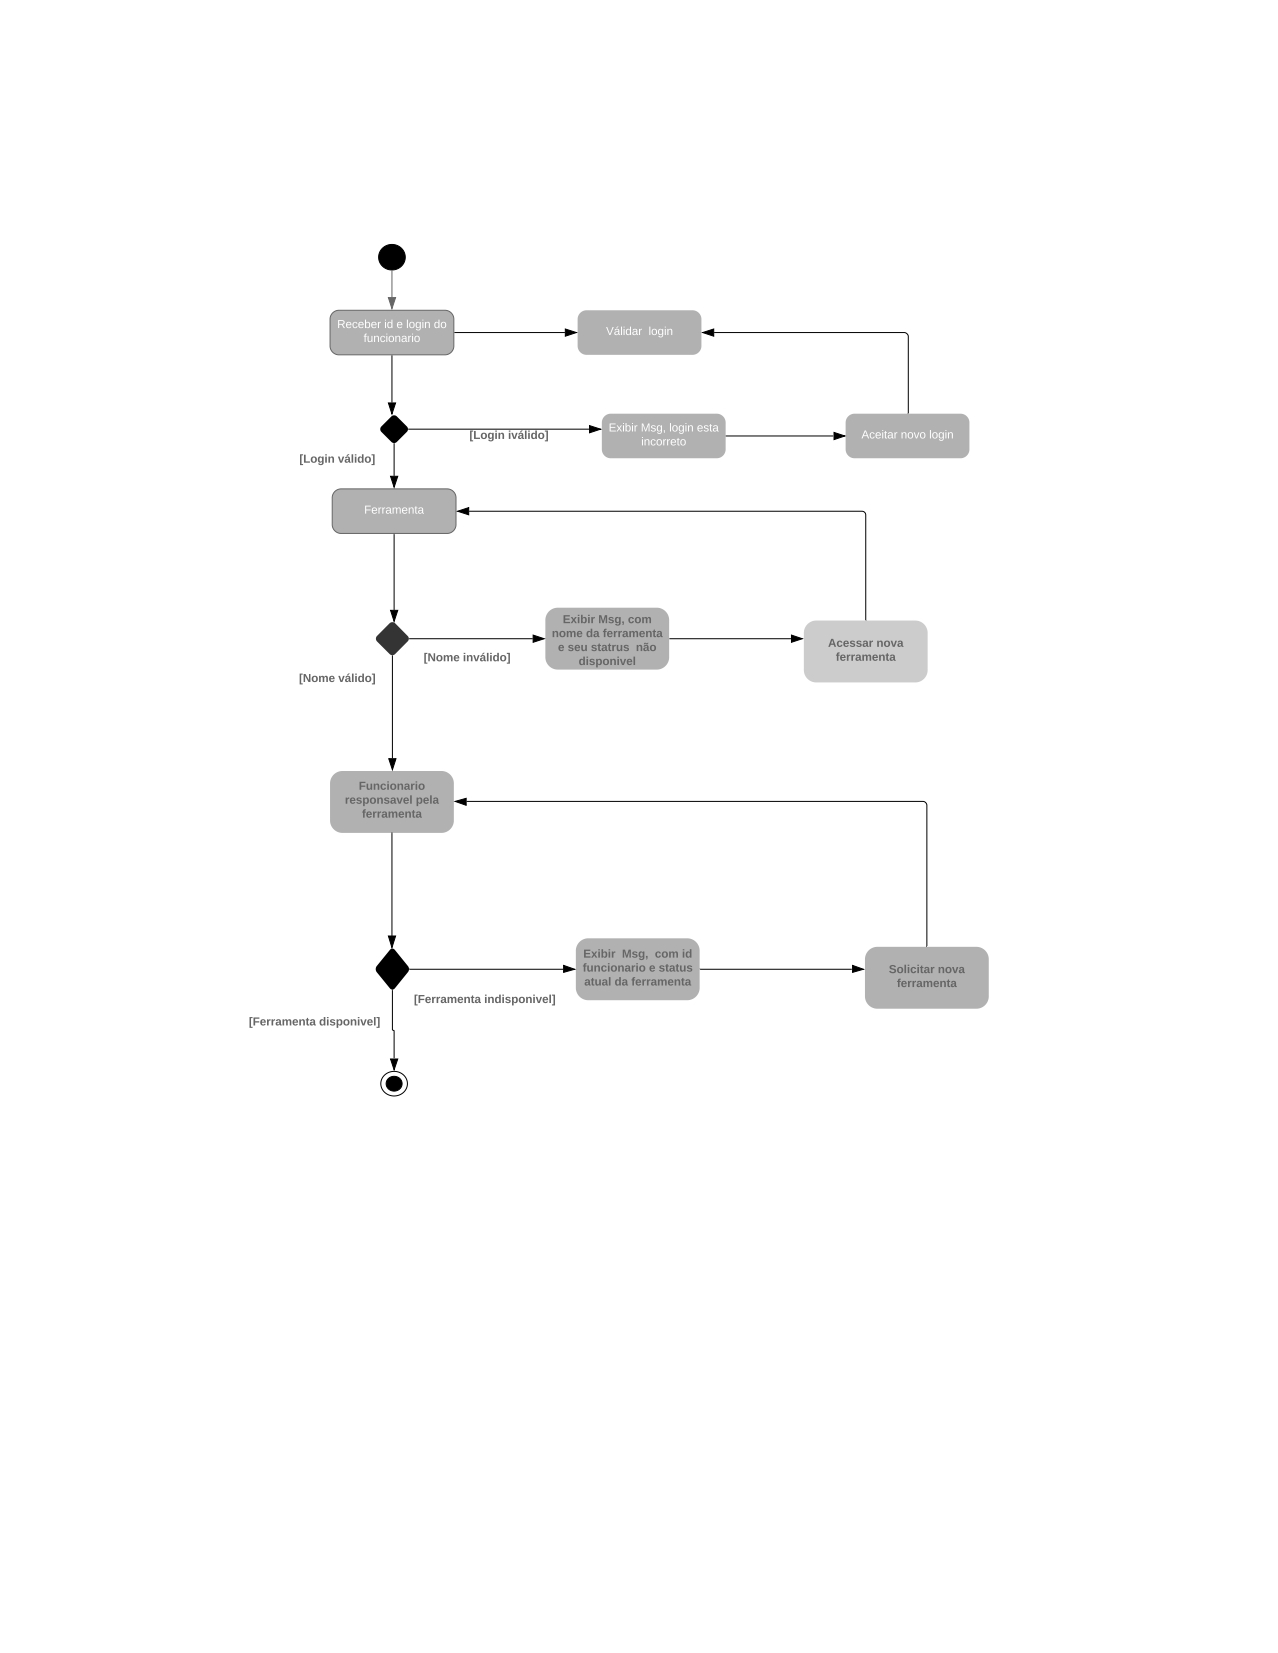 Receber id e login do
funcionario
Válidar  login
[Login iválido]
Exibir Msg, login esta
incorreto
Aceitar novo login
[Login válido]
Ferramenta
Exibir Msg, com
nome da ferramenta
e seu statrus  não
disponivel
[Nome inválido]
Acessar nova
ferramenta
[Nome válido]
Funcionario
responsavel pela
ferramenta
Exibir  Msg,  com id
funcionario e status
atual da ferramenta
Solicitar nova
ferramenta
[Ferramenta indisponivel]
[Ferramenta disponivel]